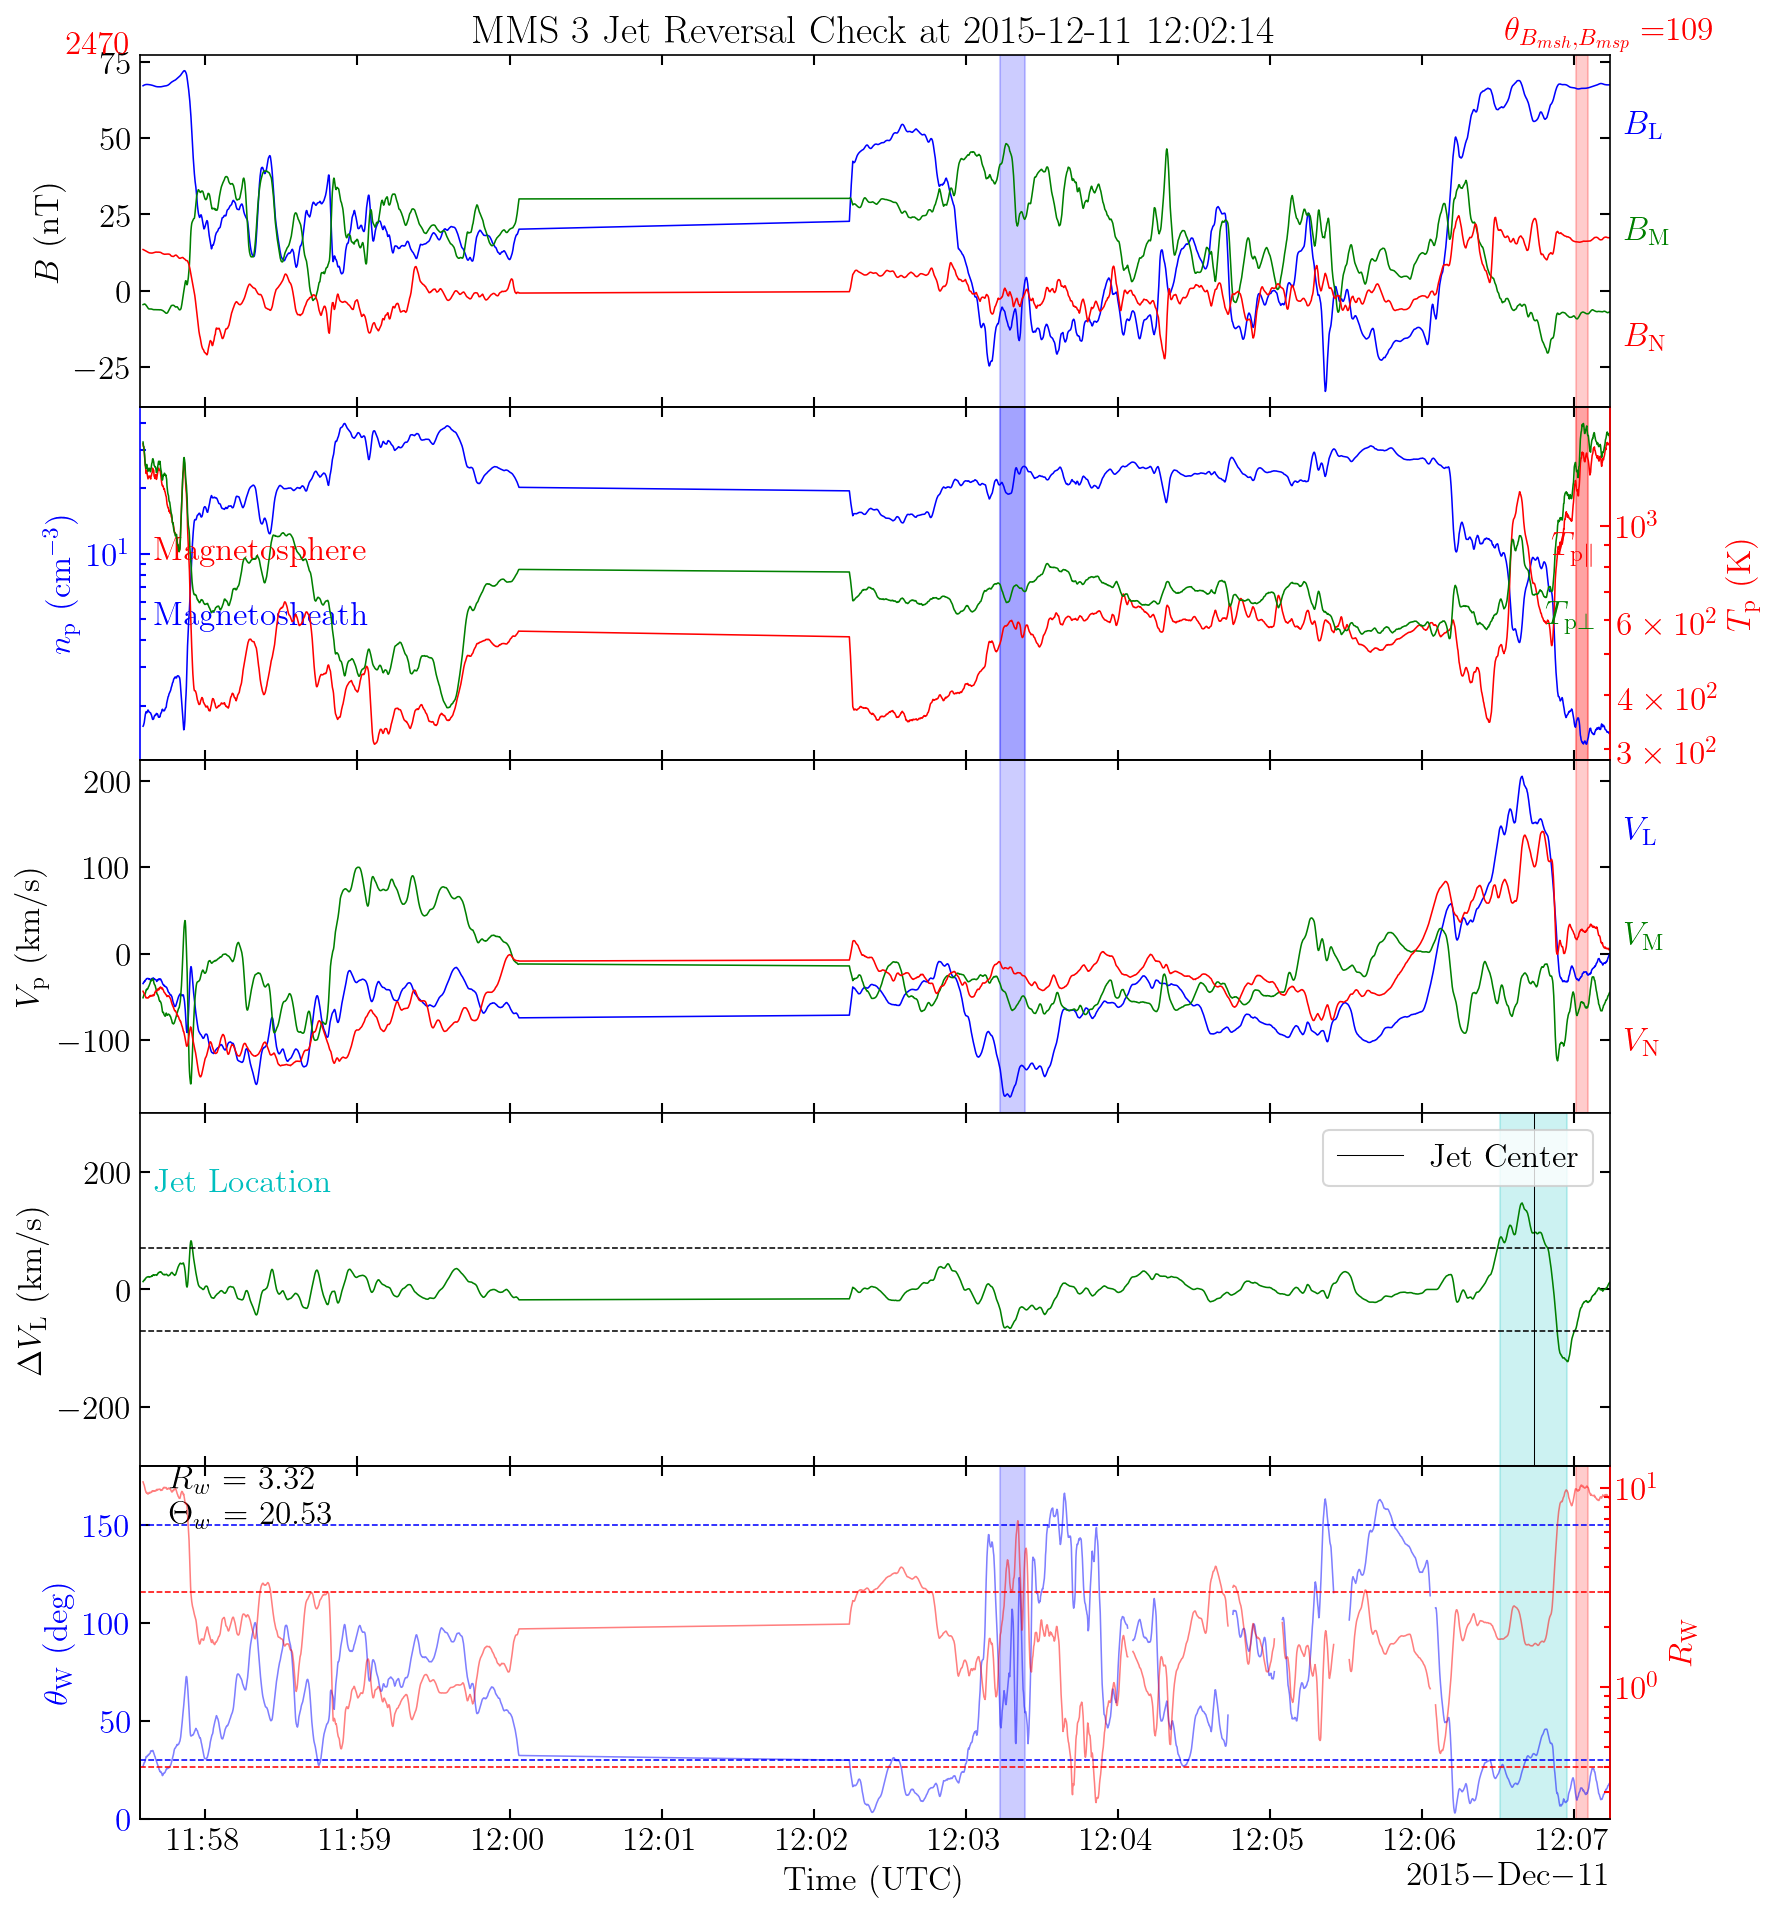 MMS 3 Jet Reversal Check at 2015-12-11 12:02:14
2470
θ_{B_{msh},B_{msp}} =109
75
50
25
0
−25
B (nT)
B_L
B_M
B_N
10^1
n_p (cm^{−3})
Magnetosphere
Magnetosheath
T_{p∥}
T_{p⊥}
10^3
6 × 10^2
4 × 10^2
3 × 10^2
T_p (K)
200
100
0
−100
V_p (km/s)
V_L
V_M
V_N
Jet Location
Jet Center
200
0
−200
ΔV_L (km/s)
R_w = 3.32
Θ_w = 20.53
150
100
50
0
θ_W (deg)
10^1
10^0
R_W
11:58 11:59 12:00 12:01 12:02 12:03 12:04 12:05 12:06 12:07
Time (UTC)
2015−Dec−11